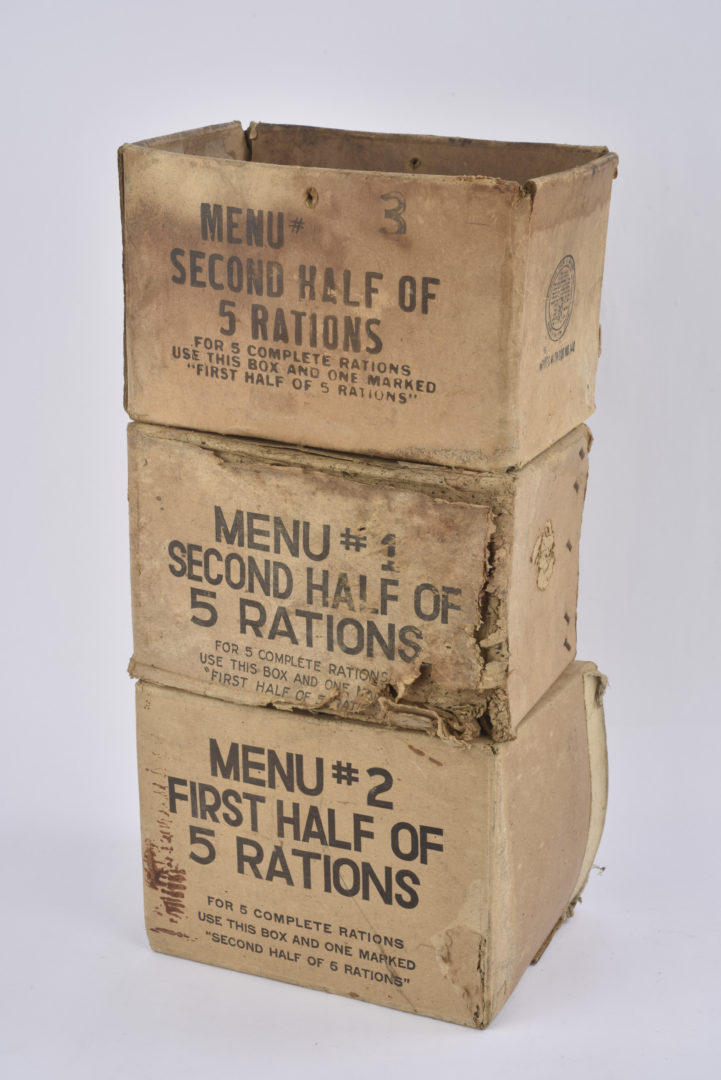 MENU # 3
SECOND HALF OF
5 RATIONS
FOR 5 COMPLETE RATIONS
USE THIS BOX AND ONE MARKED
"FIRST HALF OF 5 RATIONS"
MENU # 1
SECOND HALF OF
5 RATIONS
FOR 5 COMPLETE RATIONS
USE THIS BOX AND ONE
"FIRST HALF OF
MENU # 2
FIRST HALF OF
5 RATIONS
FOR 5 COMPLETE RATIONS
USE THIS BOX AND ONE MARKED
"SECOND HALF OF 5 RATIONS"